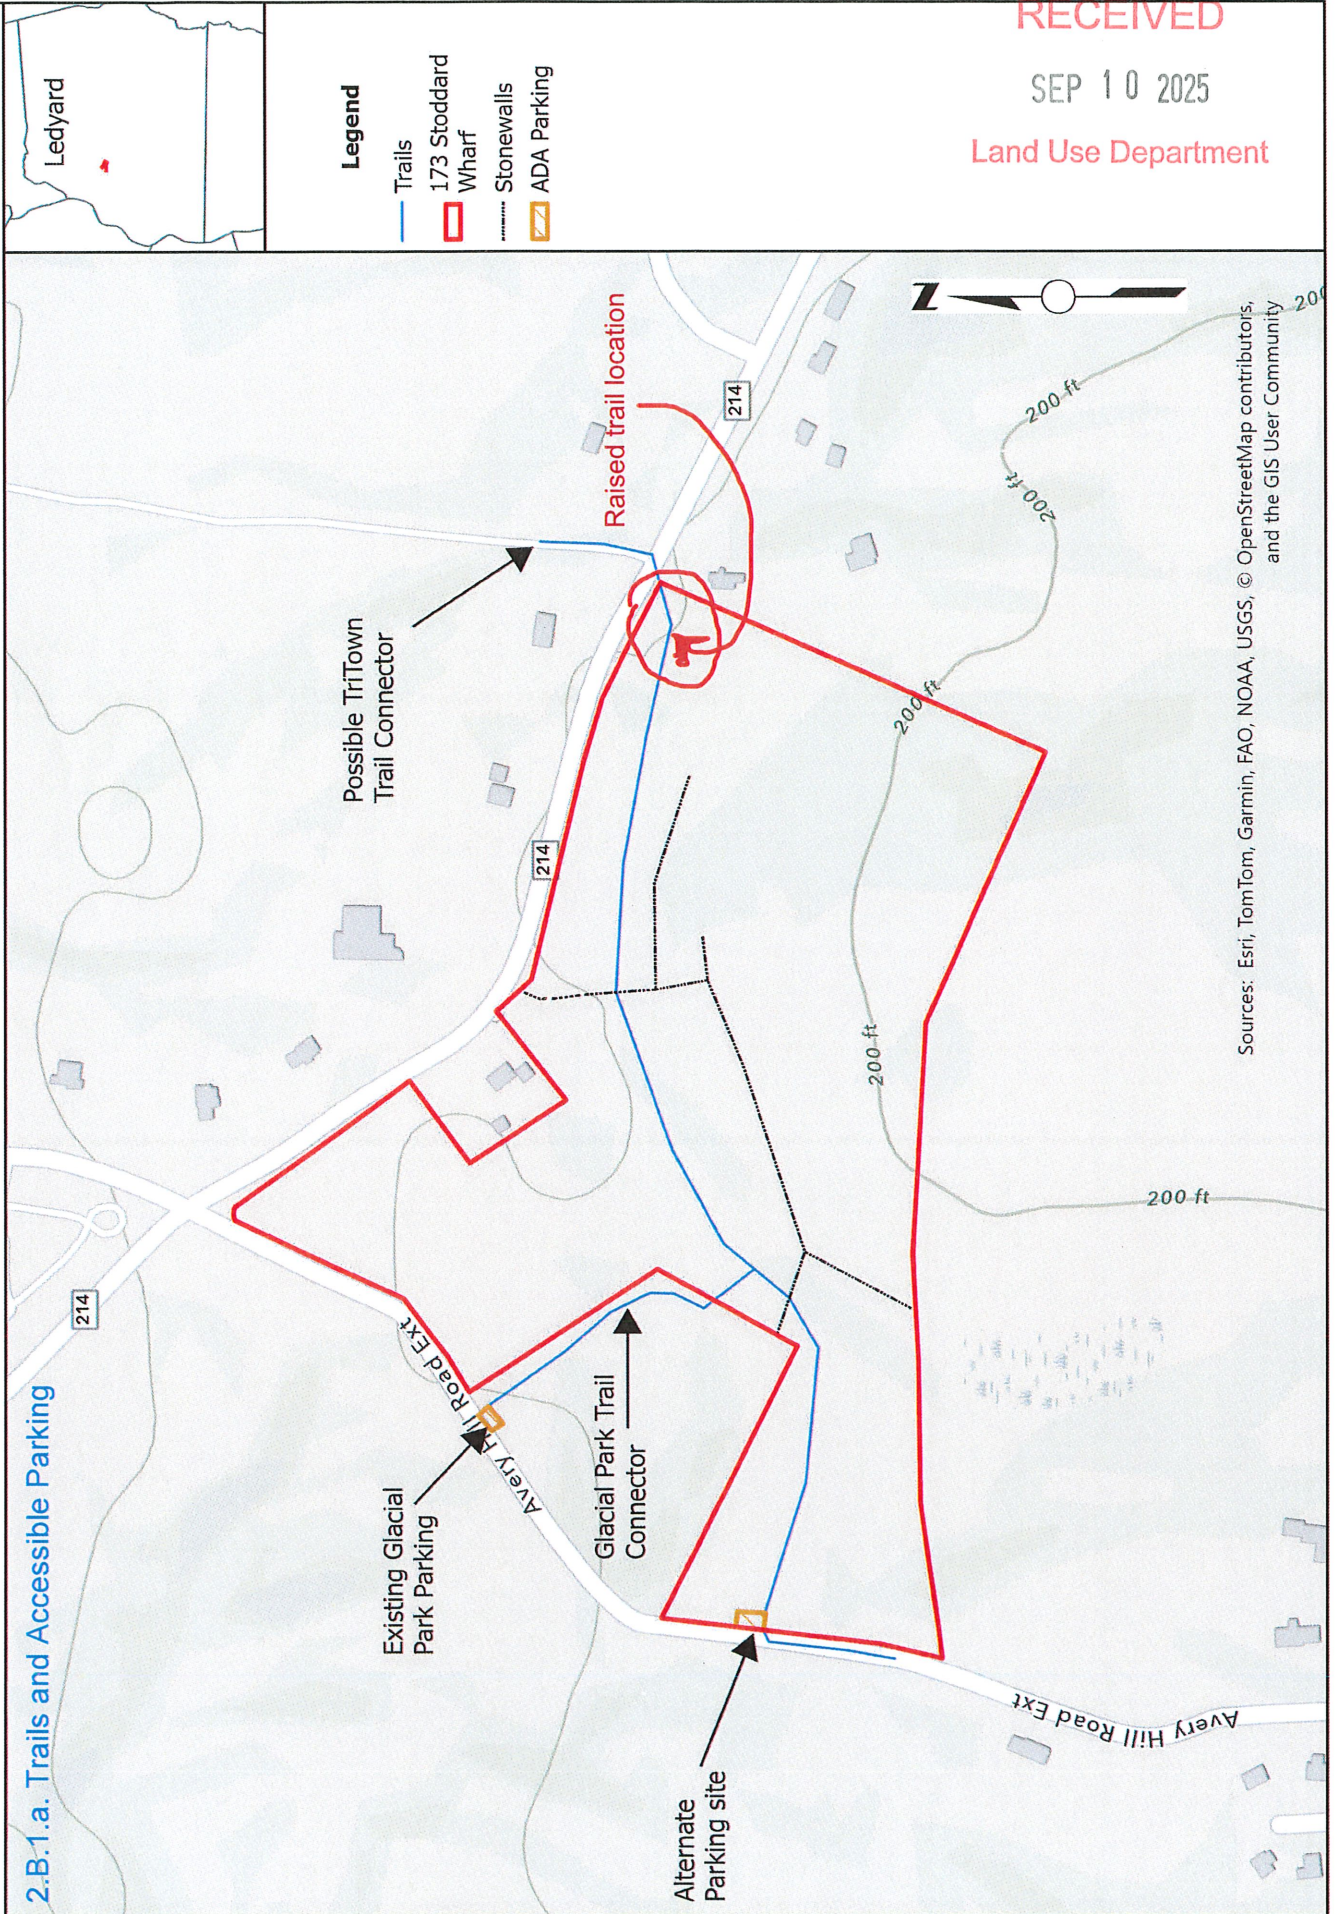 2.B.1.a. Trails and Accessible Parking
Ledyard
Legend
Trails
173 Stoddard
Wharf
Stonewalls
ADA Parking
RECEIVED
SEP 10 2025
Land Use Department
Possible TriTown
Trail Connector
Raised trail location
214
214
214
Existing Glacial
Park Parking
Glacial Park Trail
Connector
Alternate
Parking site
Avery Hill Road Ext
Avery Hill Road Ext
200 ft
200 ft
200 ft
200 ft
200 ft
200
N
Sources: Esri, TomTom, Garmin, FAO, NOAA, USGS, © OpenStreetMap contributors,
and the GIS User Community